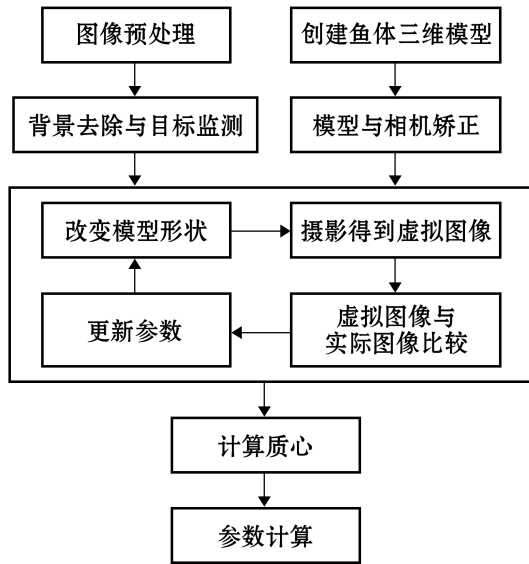 图像预处理
创建鱼体三维模型
背景去除与目标监测
模型与相机矫正
改变模型形状
摄影得到虚拟图像
更新参数
虚拟图像与
实际图像比较
计算质心
参数计算